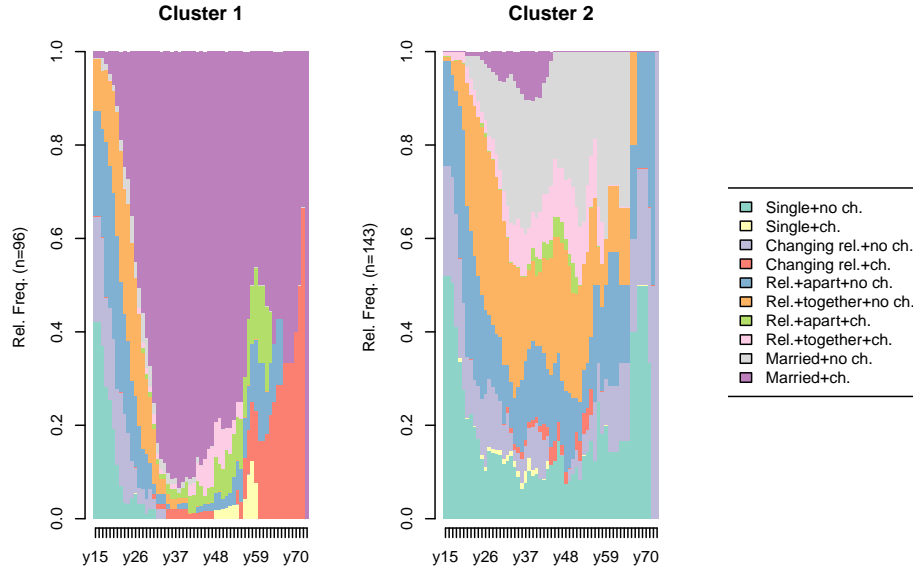 Cluster 1
Cluster 2
Rel. Freq. (n=96)
0.0 0.2 0.4 0.6 0.8 1.0
y15 y26 y37 y48 y59 y70
Rel. Freq. (n=143)
0.0 0.2 0.4 0.6 0.8 1.0
y15 y26 y37 y48 y59 y70
Single+no ch.
Single+ch.
Changing rel.+no ch.
Changing rel.+ch.
Rel.+apart+no ch.
Rel.+together+no ch.
Rel.+apart+ch.
Rel.+together+ch.
Married+no ch.
Married+ch.